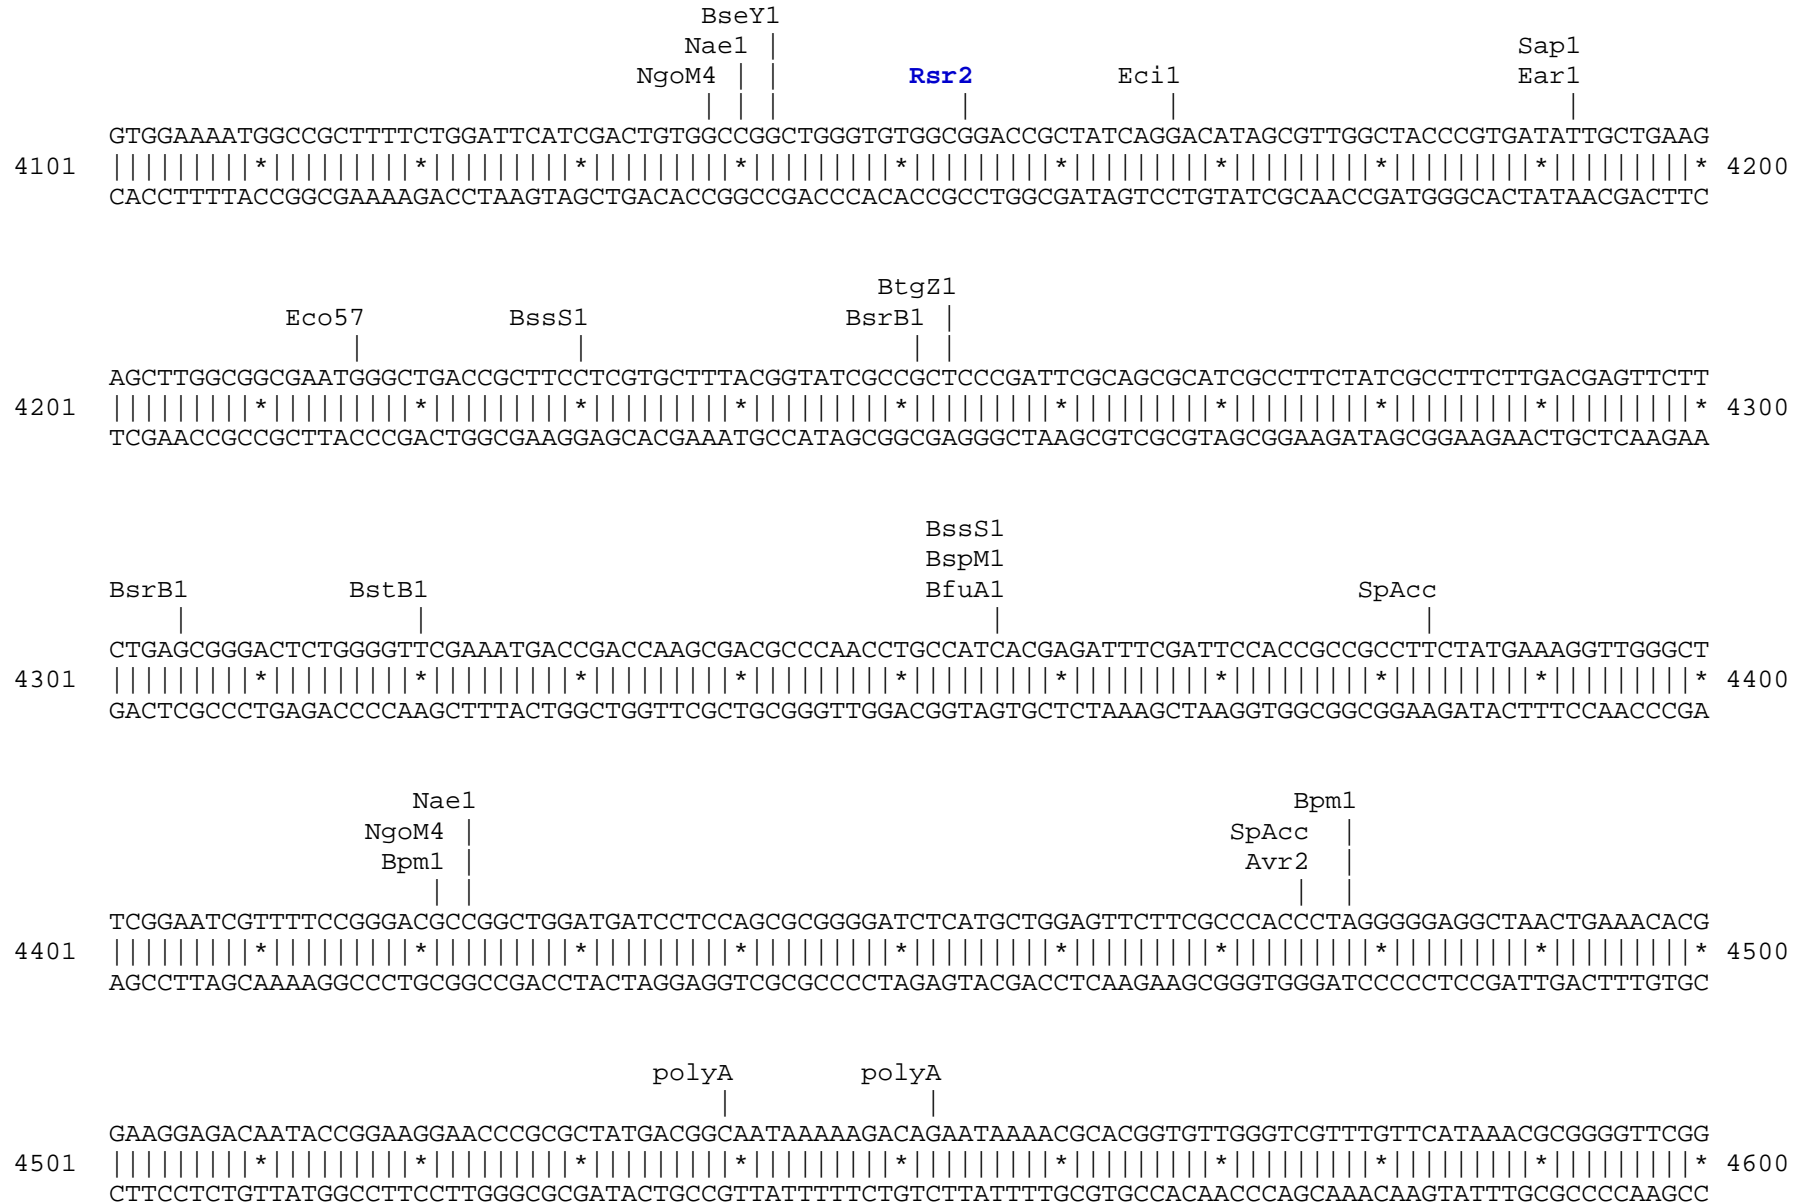 BseY1
Nae1 | Sap1
NgoM4 | | Rsr2 Eci1 Ear1
| | | | | |
GTGGAAAATGGCCGCTTTTCTGGATTCATCGACTGTGGCCGGCTGGGTGTGGCGGACCGCTATCAGGACATAGCGTTGGCTACCCGTGATATTGCTGAAG
4101 |||||||||*|||||||||*|||||||||*|||||||||*|||||||||*|||||||||*|||||||||*|||||||||*|||||||||*|||||||||* 4200
CACCTTTTACCGGCGAAAAGACCTAAGTAGCTGACACCGGCCGACCCACACCGCCTGGCGATAGTCCTGTATCGCAACCGATGGGCACTATAACGACTTC
BtgZ1
Eco57 BssS1 BsrB1 |
| | | |
AGCTTGGCGGCGAATGGGCTGACCGCTTCCTCGTGCTTTACGGTATCGCCGCTCCCGATTCGCAGCGCATCGCCTTCTATCGCCTTCTTGACGAGTTCTT
4201 |||||||||*|||||||||*|||||||||*|||||||||*|||||||||*|||||||||*|||||||||*|||||||||*|||||||||*|||||||||* 4300
TCGAACCGCCGCTTACCCGACTGGCGAAGGAGCACGAAATGCCATAGCGGCGAGGGCTAAGCGTCGCGTAGCGGAAGATAGCGGAAGAACTGCTCAAGAA
BssS1
BspM1
BsrB1 BstB1 BfuA1 SpAcc
| | | |
CTGAGCGGGACTCTGGGGTTCGAAATGACCGACCAAGCGACGCCCAACCTGCCATCACGAGATTTCGATTCCACCGCCGCCTTCTATGAAAGGTTGGGCT
4301 |||||||||*|||||||||*|||||||||*|||||||||*|||||||||*|||||||||*|||||||||*|||||||||*|||||||||*|||||||||* 4400
GACTCGCCCTGAGACCCCAAGCTTTACTGGCTGGTTCGCTGCGGGTTGGACGGTAGTGCTCTAAAGCTAAGGTGGCGGCGGAAGATACTTTCCAACCCGA
Nae1 Bpm1
NgoM4 | SpAcc |
Bpm1 | Avr2 |
| | | |
TCGGAATCGTTTTCCGGGACGCCGGCTGGATGATCCTCCAGCGCGGGGATCTCATGCTGGAGTTCTTCGCCCACCCTAGGGGGAGGCTAACTGAAACACG
4401 |||||||||*|||||||||*|||||||||*|||||||||*|||||||||*|||||||||*|||||||||*|||||||||*|||||||||*|||||||||* 4500
AGCCTTAGCAAAAGGCCCTGCGGCCGACCTACTAGGAGGTCGCGCCCCTAGAGTACGACCTCAAGAAGCGGGTGGGATCCCCCTCCGATTGACTTTGTGC
polyA polyA
| |
GAAGGAGACAATACCGGAAGGAACCCGCGCTATGACGGCAATAAAAAGACAGAATAAAACGCACGGTGTTGGGTCGTTTGTTCATAAACGCGGGGTTCGG
4501 |||||||||*|||||||||*|||||||||*|||||||||*|||||||||*|||||||||*|||||||||*|||||||||*|||||||||*|||||||||* 4600
CTTCCTCTGTTATGGCCTTCCTTGGGCGCGATACTGCCGTTATTTTTCTGTCTTATTTTGCGTGCCACAACCCAGCAAACAAGTATTTGCGCCCCAAGCC